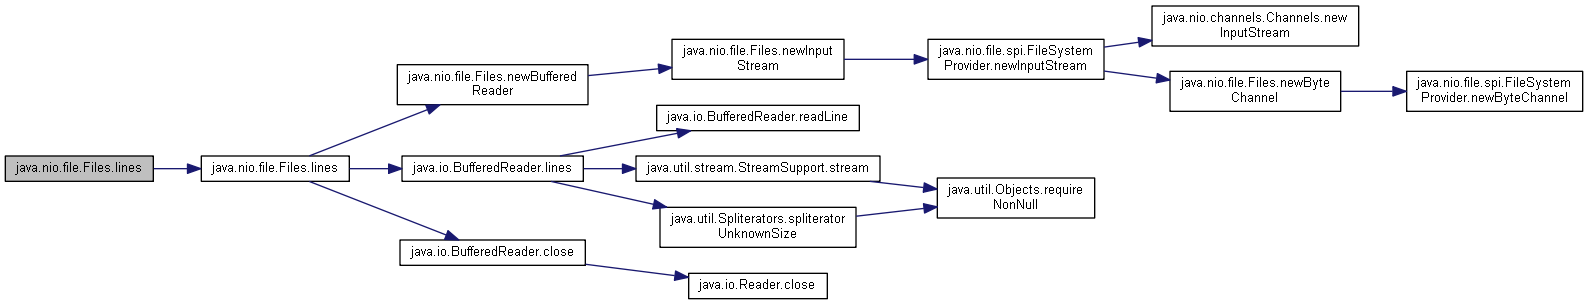 java.nio.file.Files.lines
java.nio.file.Files.lines
java.nio.file.Files.newBuffered
Reader
java.io.BufferedReader.lines
java.io.BufferedReader.close
java.nio.file.Files.newInput
Stream
java.io.BufferedReader.readLine
java.util.stream.StreamSupport.stream
java.util.Spliterators.spliterator
UnknownSize
java.io.Reader.close
java.nio.file.spi.FileSystem
Provider.newInputStream
java.util.Objects.require
NonNull
java.nio.channels.Channels.new
InputStream
java.nio.file.Files.newByte
Channel
java.nio.file.spi.FileSystem
Provider.newByteChannel